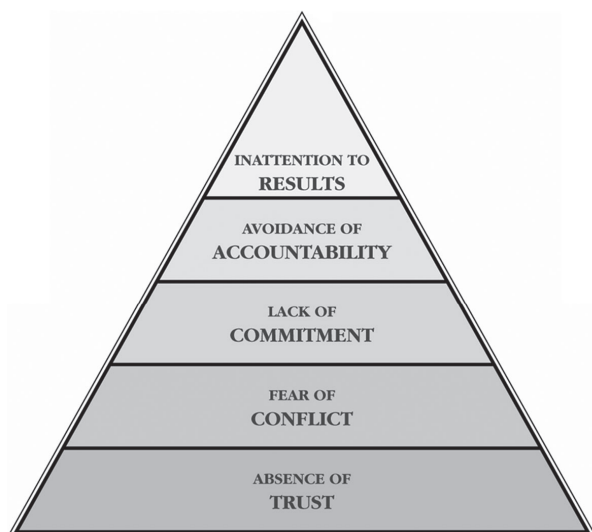 INATTENTION TO
RESULTS
AVOIDANCE OF
ACCOUNTABILITY
LACK OF
COMMITMENT
FEAR OF
CONFLICT
ABSENCE OF
TRUST